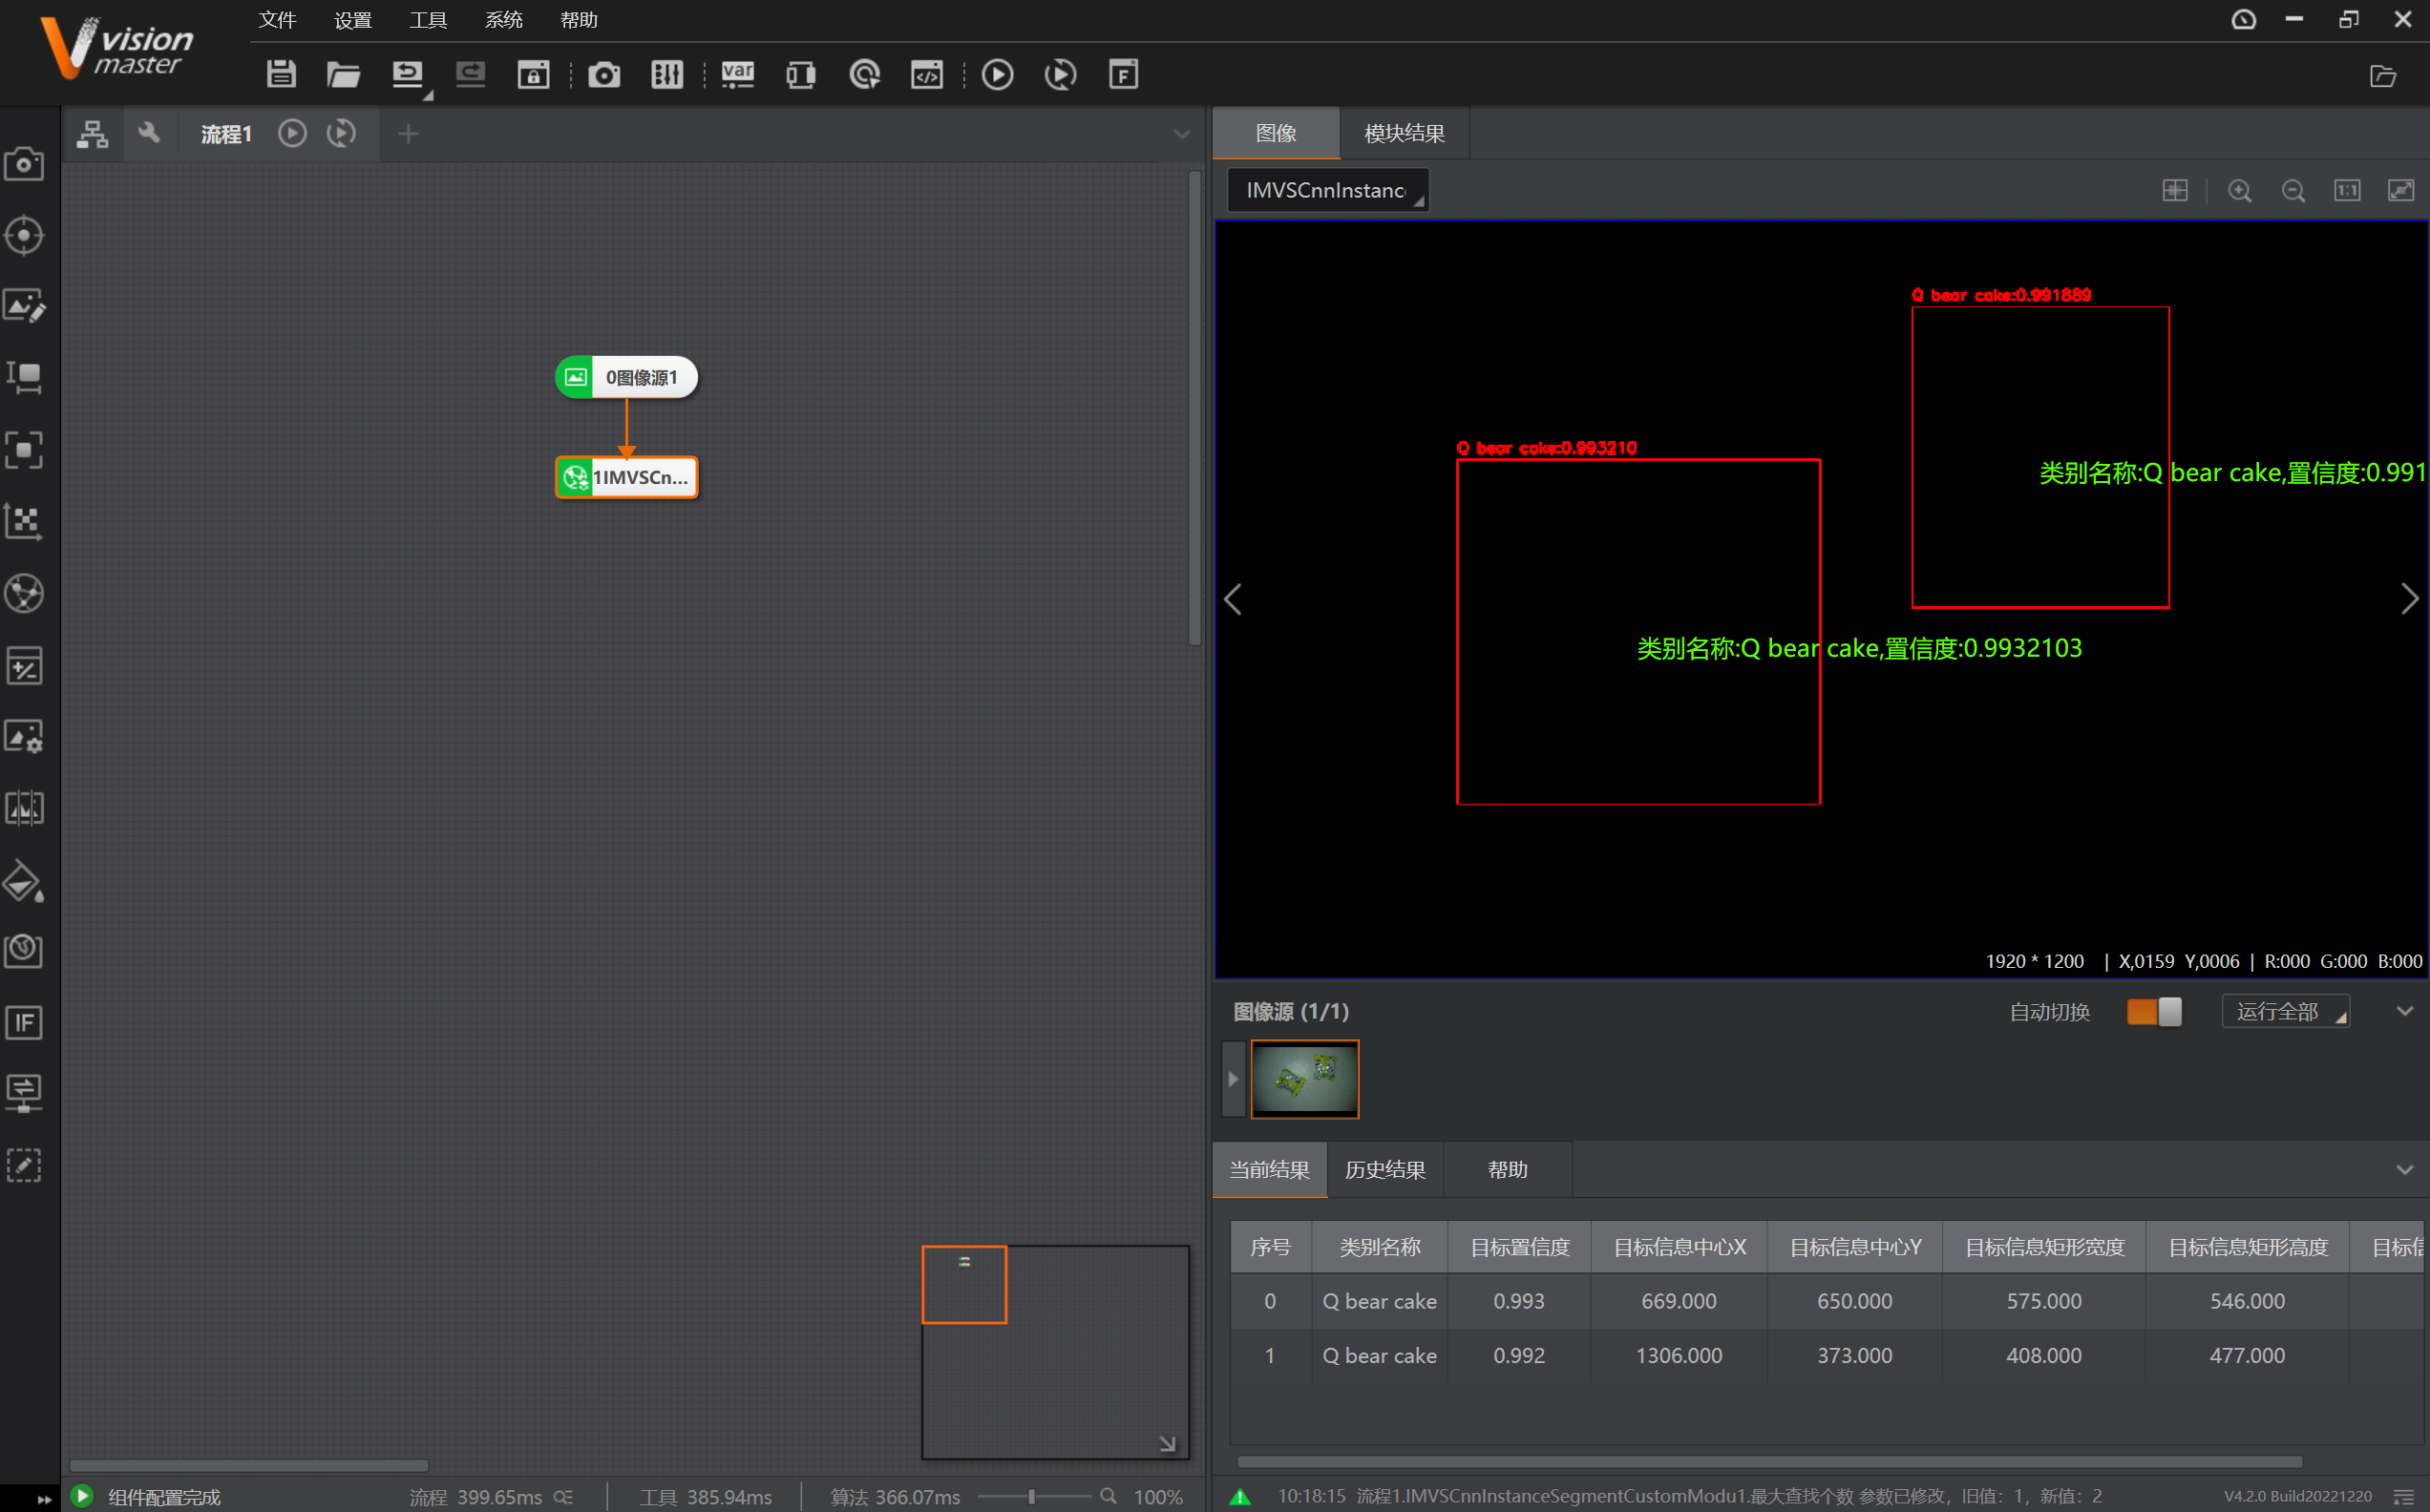 vision
master
文件 设置 工具 系统 帮助
var
F
流程1
图像 模块结果
IMVSCnnInstanc
1:1
0图像源1
1IMVSCn...
Q bear cake:0.991889
类别名称:Q bear cake,置信度:0.991
Q bear cake:0.993210
类别名称:Q bear cake,置信度:0.9932103
1920 * 1200 | X,0159 Y,0006 | R:000 G:000 B:000
图像源 (1/1) 自动切换 运行全部
IF
当前结果 历史结果 帮助
序号 类别名称 目标置信度 目标信息中心X 目标信息中心Y 目标信息矩形宽度 目标信息矩形高度 目标信
0 Q bear cake 0.993 669.000 650.000 575.000 546.000
1 Q bear cake 0.992 1306.000 373.000 408.000 477.000
组件配置完成 流程 399.65ms 工具 385.94ms 算法 366.07ms 100%
10:18:15 流程1.IMVSCnnInstanceSegmentCustomModu1.最大查找个数 参数已修改，旧值：1，新值：2 V4.2.0 Build20221220